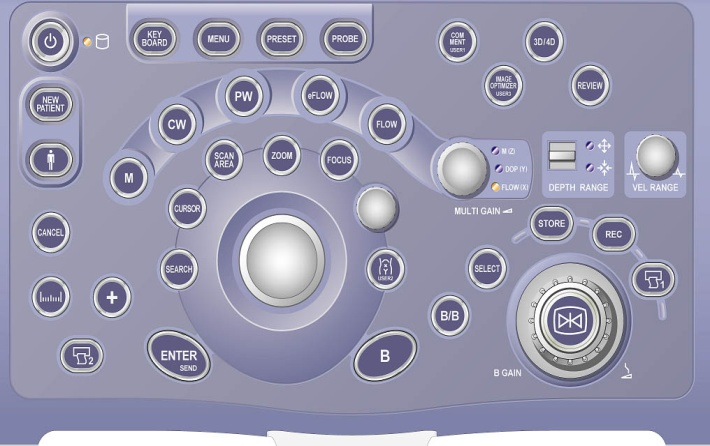 KEY
BOARD
MENU
PRESET
PROBE
COM
MENT
USER1
3D/4D
IMAGE
OPTIMIZER
USER3
REVIEW
NEW
PATIENT
M
CW
PW
eFLOW
FLOW
SCAN
AREA
ZOOM
FOCUS
CURSOR
SEARCH
M (Z)
DOP (Y)
FLOW (X)
MULTI GAIN
DEPTH RANGE
VEL RANGE
CANCEL
STORE
REC
SELECT
X
Y
USER2
1
+
B/B
2
ENTER
SEND
B
B GAIN